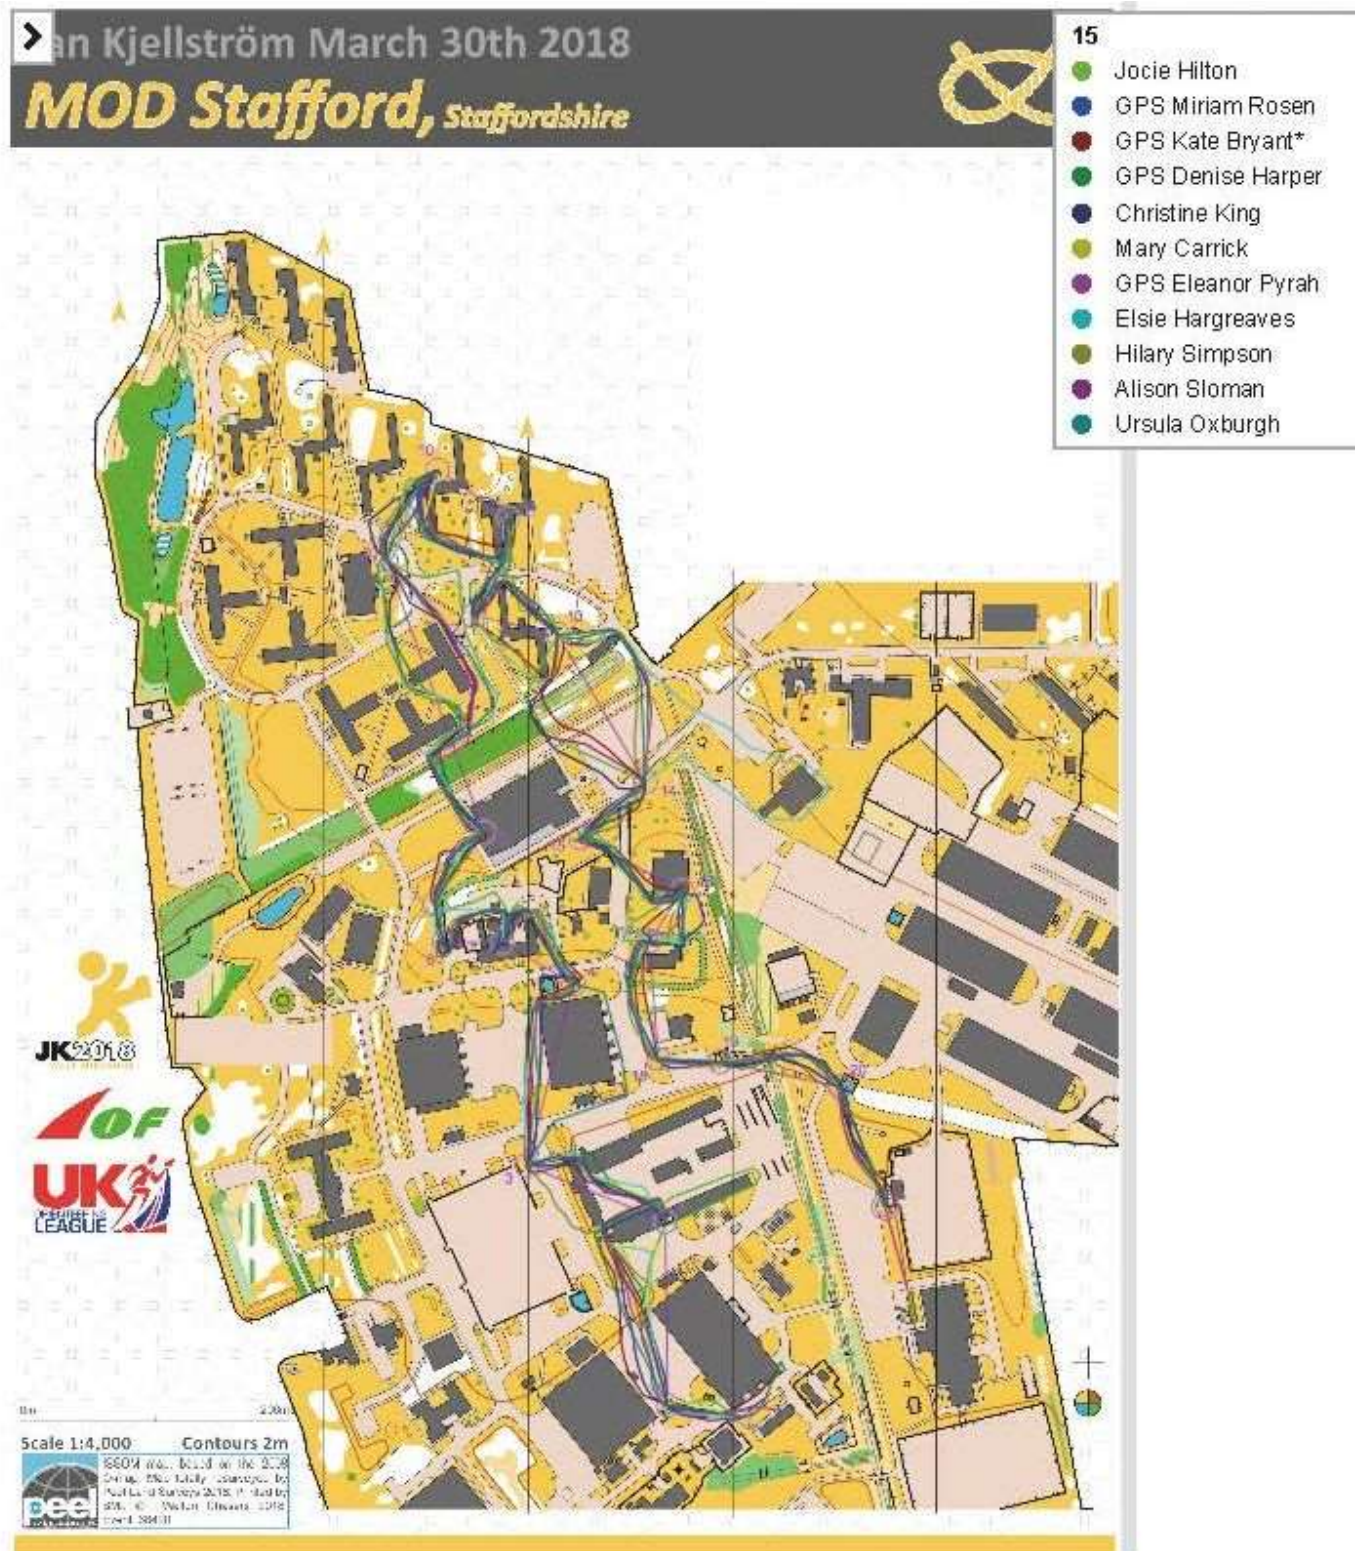 an Kjellström March 30th 2018
MOD Stafford, Staffordshire
15
Jocie Hilton
GPS Miriam Rosen
GPS Kate Bryant*
GPS Denise Harper
Christine King
Mary Carrick
GPS Eleanor Pyrah
Elsie Hargreaves
Hilary Simpson
Alison Sloman
Ursula Oxburgh
JK2018
OF
UK
LEAGUE
0m
200m
Scale 1:4,000 Contours 2m
peel